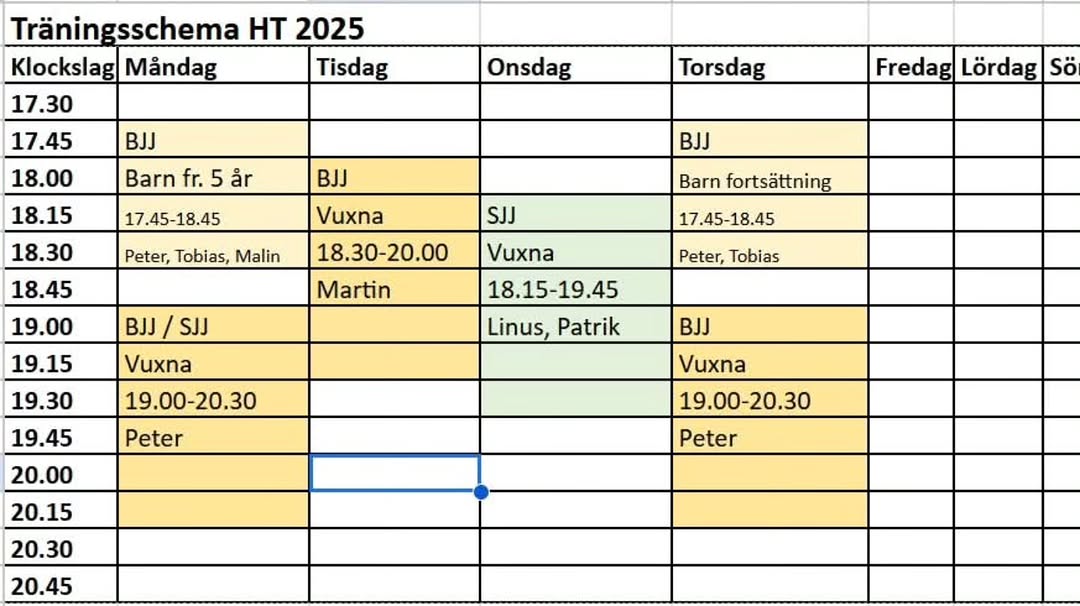 Träningsschema HT 2025
Klockslag Måndag Tisdag Onsdag Torsdag Fredag Lördag
17.30
17.45 BJJ BJJ
18.00 Barn fr. 5 år BJJ Barn fortsättning
18.15 17.45-18.45 Vuxna SJJ 17.45-18.45
18.30 Peter, Tobias, Malin 18.30-20.00 Vuxna Peter, Tobias
18.45 Martin 18.15-19.45
19.00 BJJ / SJJ Linus, Patrik BJJ
19.15 Vuxna Vuxna
19.30 19.00-20.30 19.00-20.30
19.45 Peter Peter
20.00
20.15
20.30
20.45